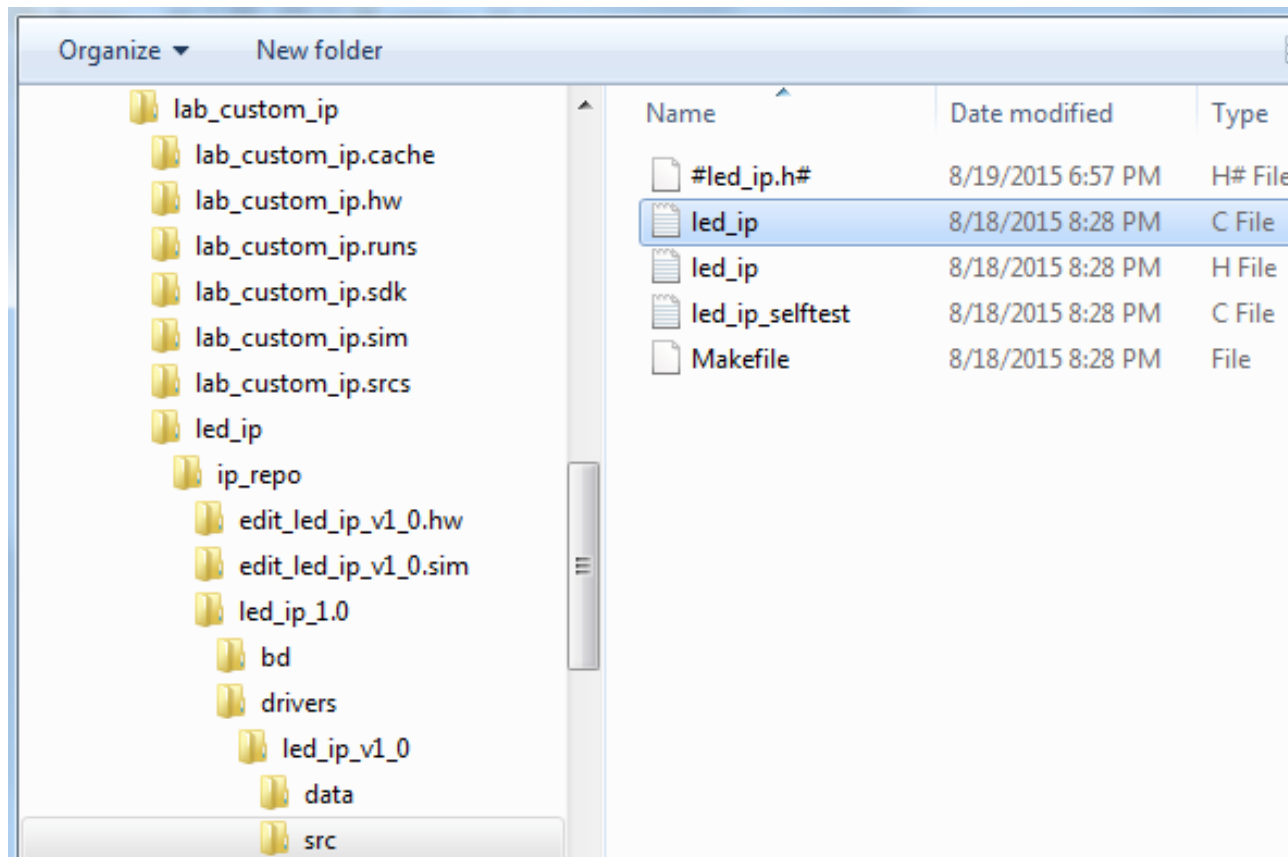 Organize New folder
lab_custom_ip
lab_custom_ip.cache
lab_custom_ip.hw
lab_custom_ip.runs
lab_custom_ip.sdk
lab_custom_ip.sim
lab_custom_ip.srcs
led_ip
ip_repo
edit_led_ip_v1_0.hw
edit_led_ip_v1_0.sim
led_ip_1.0
bd
drivers
led_ip_v1_0
data
src
Name Date modified Type
#led_ip.h# 8/19/2015 6:57 PM H# File
led_ip 8/18/2015 8:28 PM C File
led_ip 8/18/2015 8:28 PM H File
led_ip_selftest 8/18/2015 8:28 PM C File
Makefile 8/18/2015 8:28 PM File